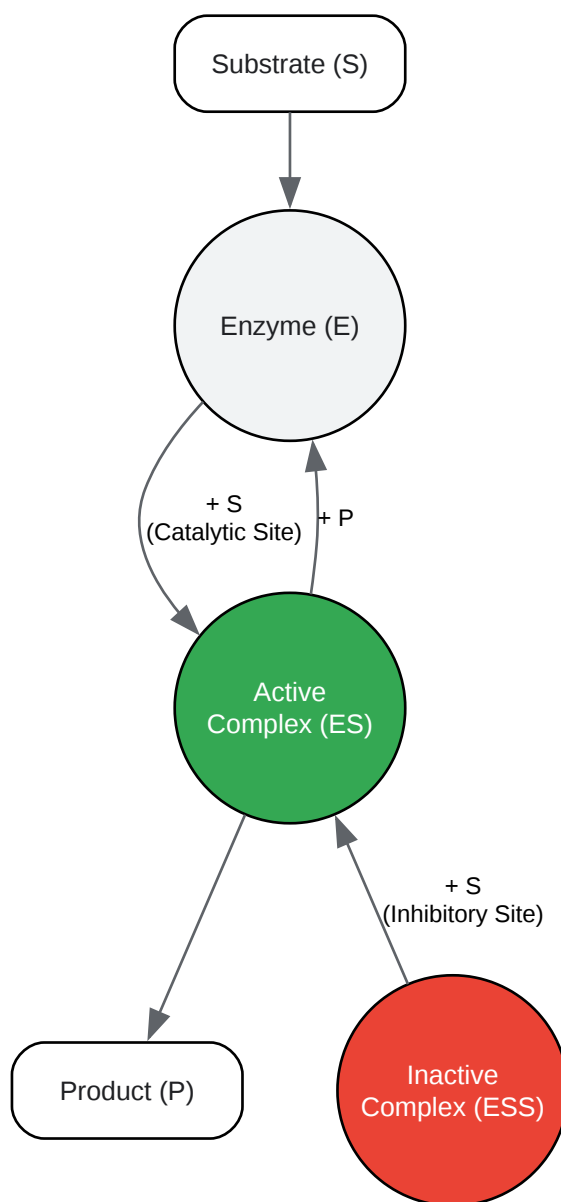 Substrate (S)
Enzyme (E)
+ S
(Catalytic Site)
+ P
Active
Complex (ES)
+ S
(Inhibitory Site)
Product (P)
Inactive
Complex (ESS)